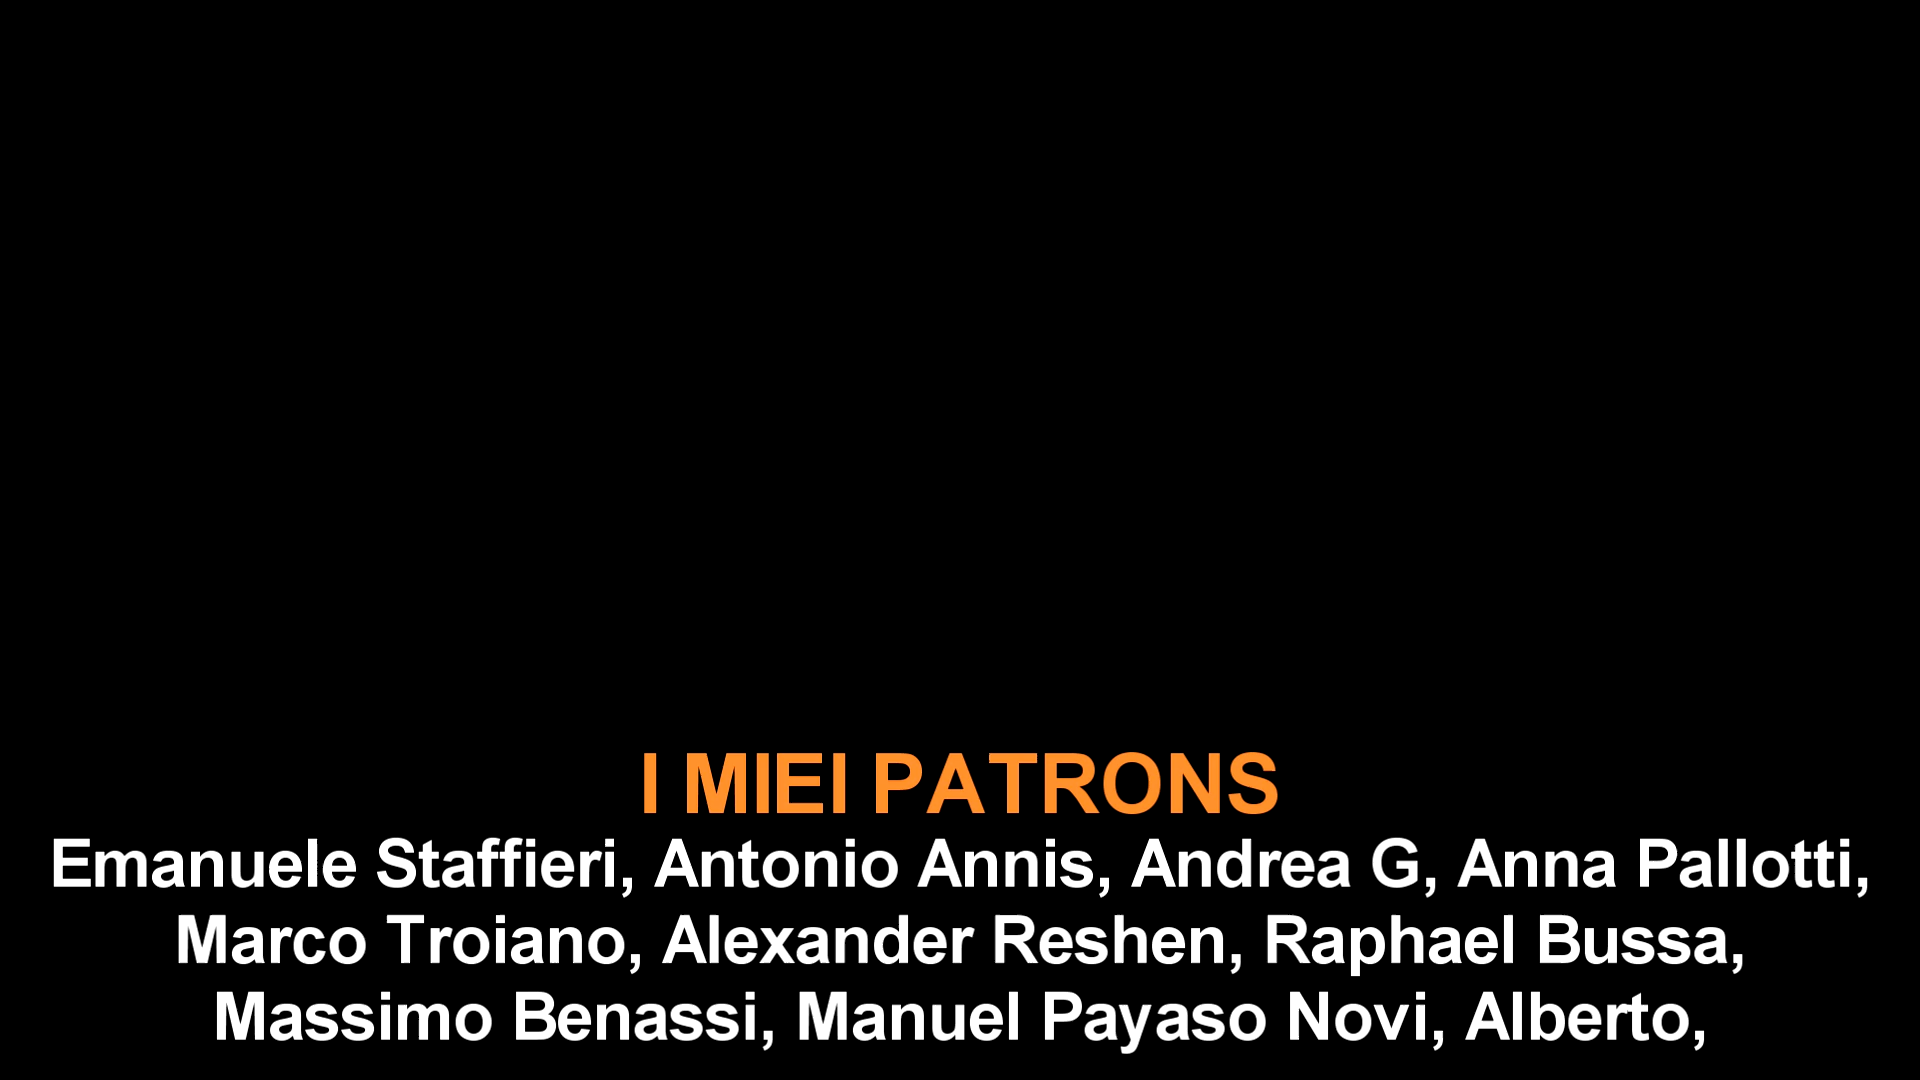 I MIEI PATRONS
Emanuele Staffieri, Antonio Annis, Andrea G, Anna Pallotti,
Marco Troiano, Alexander Reshen, Raphael Bussa,
Massimo Benassi, Manuel Payaso Novi, Alberto,